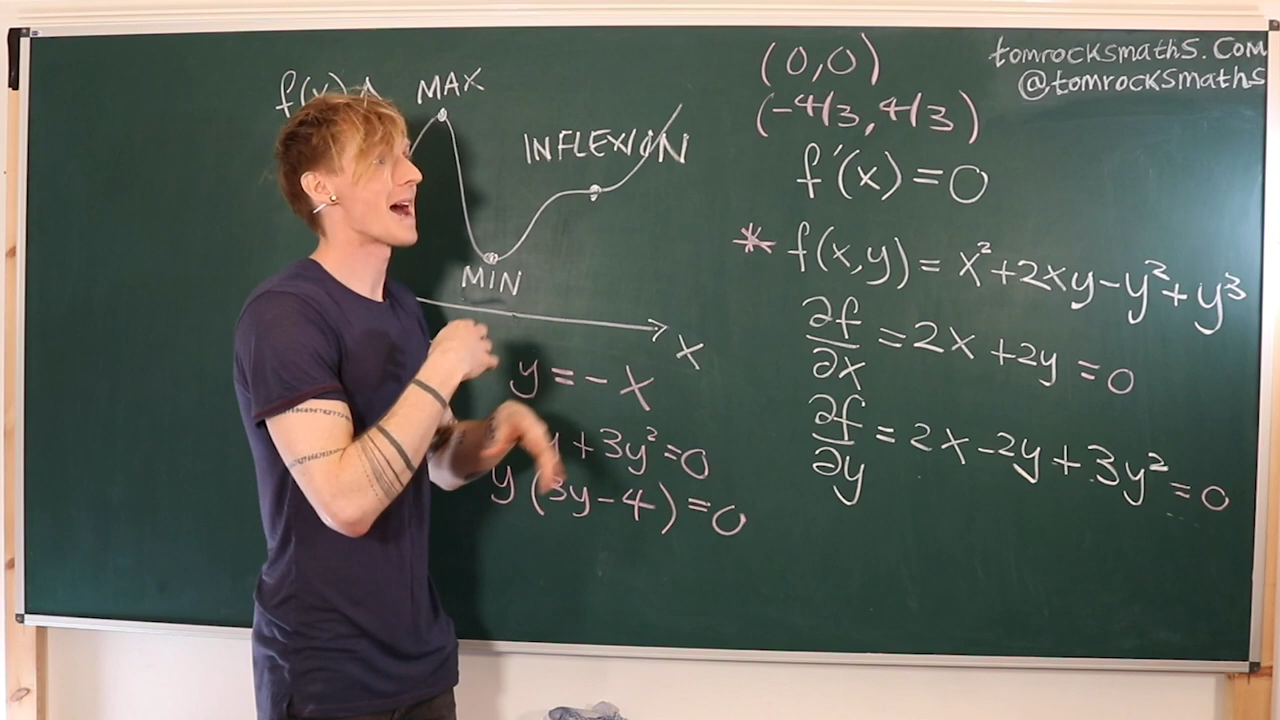 f(x)
MAX
INFLEXION
MIN
x
y = - x
+ 3y² = 0
y(3y - 4) = 0
tomrocksmaths.com
@tomrocksmaths
(0,0)
(-4/3, 4/3)
f'(x) = 0
* f(x,y) = x² + 2xy - y² + y³
∂f/∂x = 2x + 2y = 0
∂f/∂y = 2x - 2y + 3y² = 0